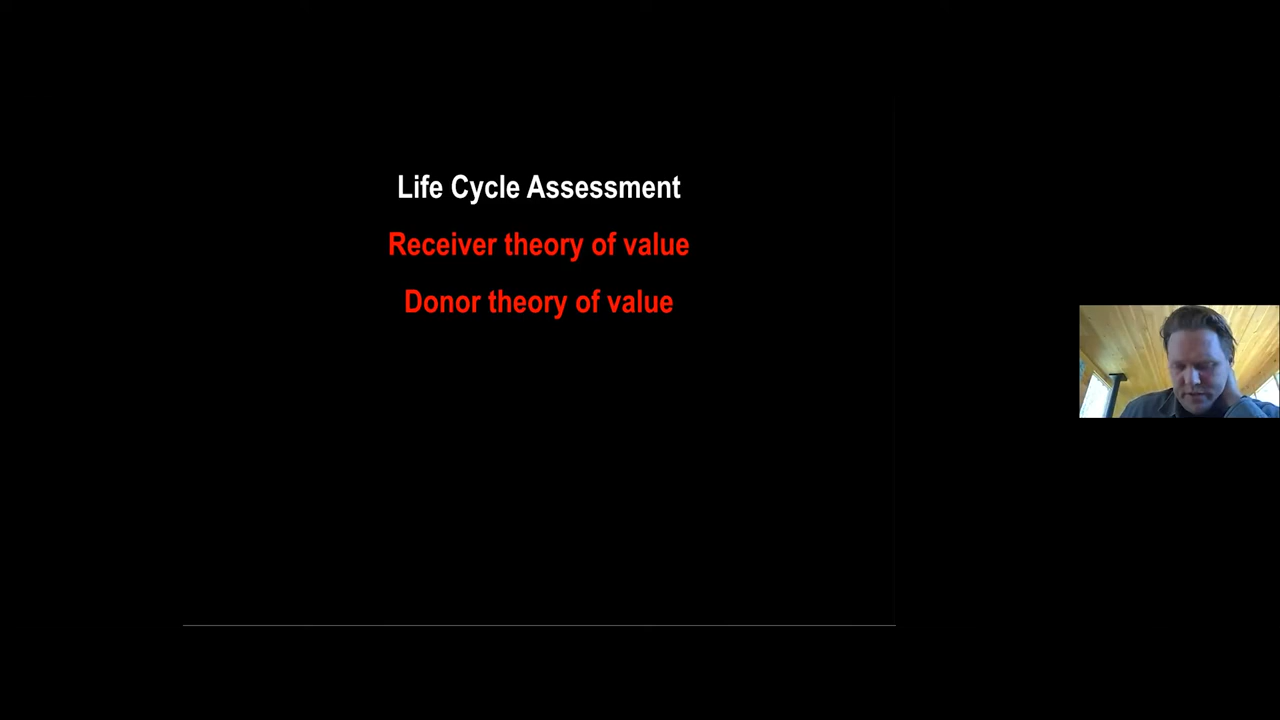 Life Cycle Assessment
Receiver theory of value
Donor theory of value